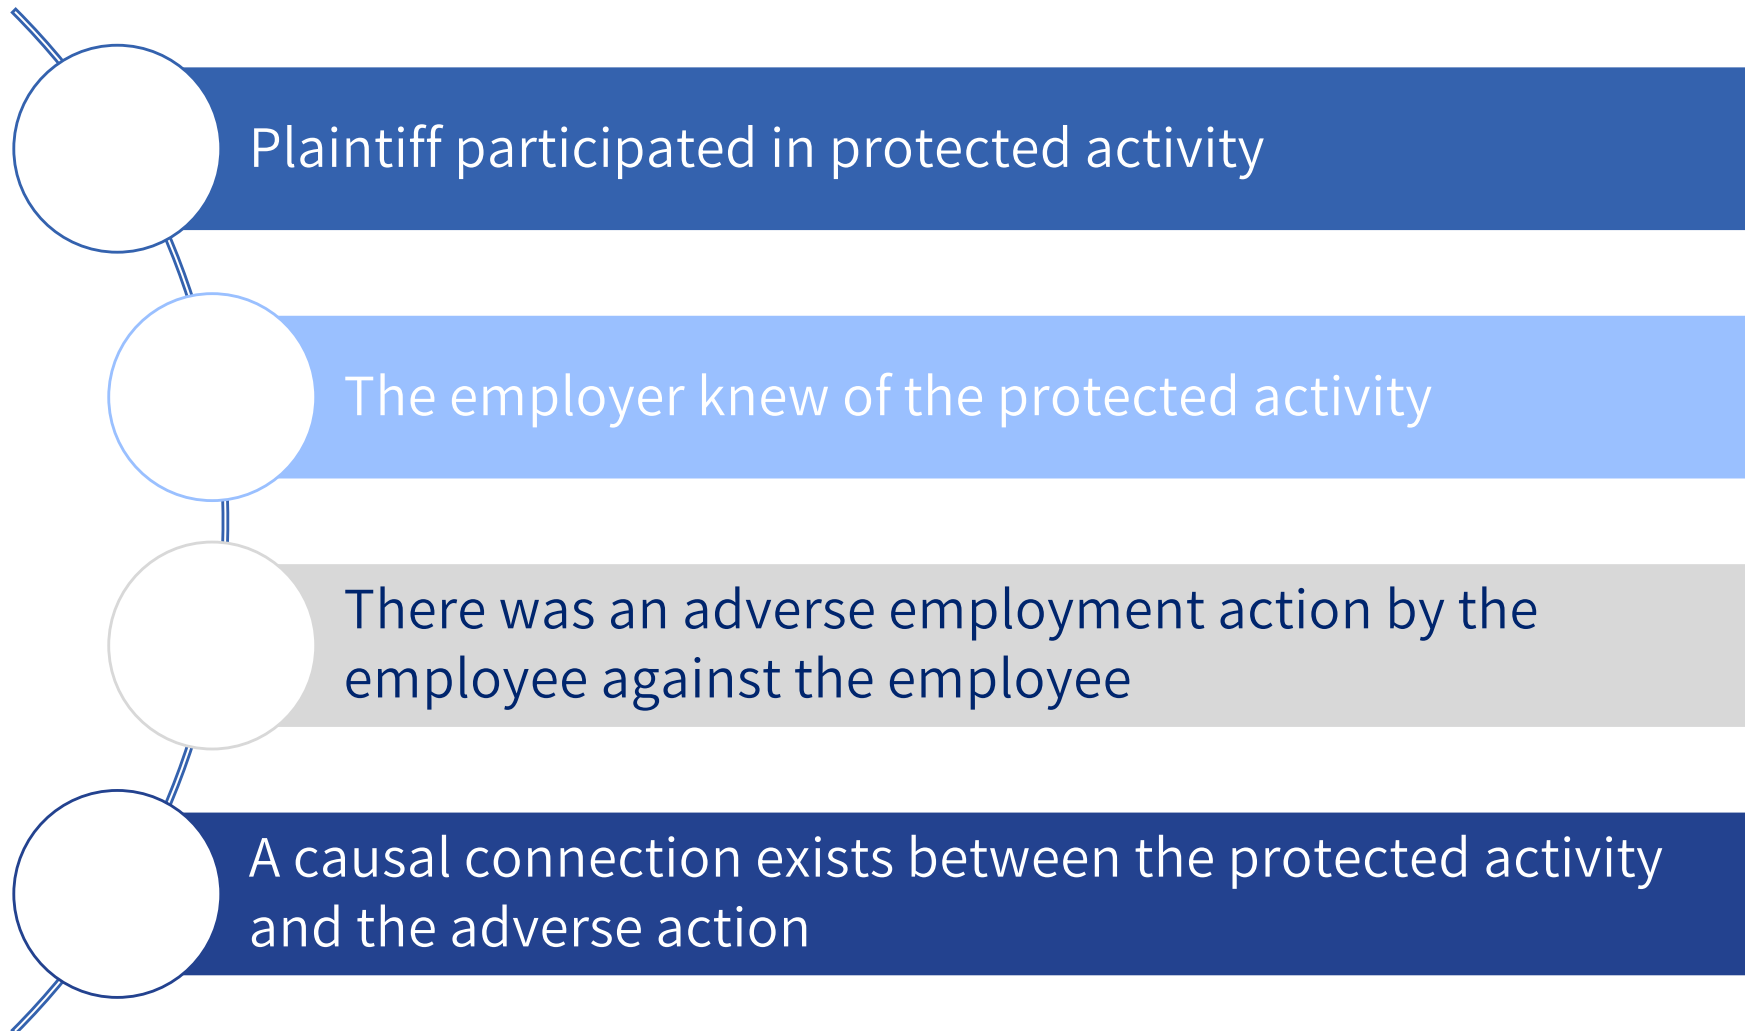 Plaintiff participated in protected activity
The employer knew of the protected activity
There was an adverse employment action by the
employee against the employee
A causal connection exists between the protected activity
and the adverse action